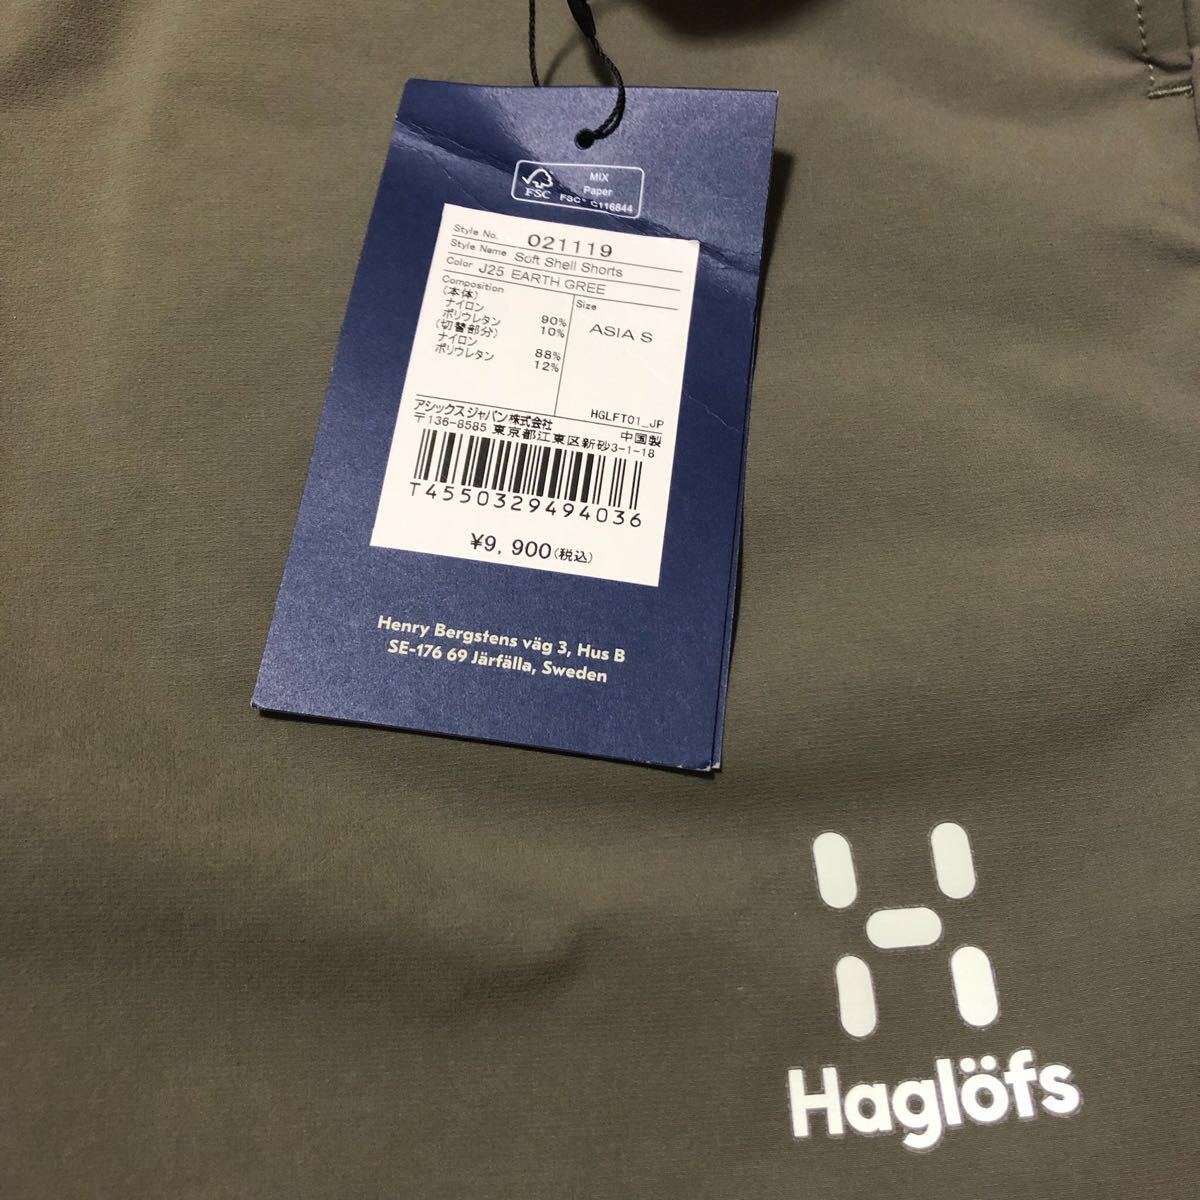 MIX
Paper
FSC
FSC® C116844
Style No. 021119
Style Name Soft Shell Shorts
Color J25 EARTH GREE
Composition
(本体)
ナイロン 90%
ポリウレタン 10%
(切替部分)
ナイロン 88%
ポリウレタン 12%
Size
ASIA S
アシックスジャパン株式会社
HGLFT01_JP
〒136-8585 東京都江東区新砂3-1-18
中国製
T4550329494036
¥9,900(税込)
Henry Bergstens väg 3, Hus B
SE-176 69 Järfälla, Sweden
Haglöfs